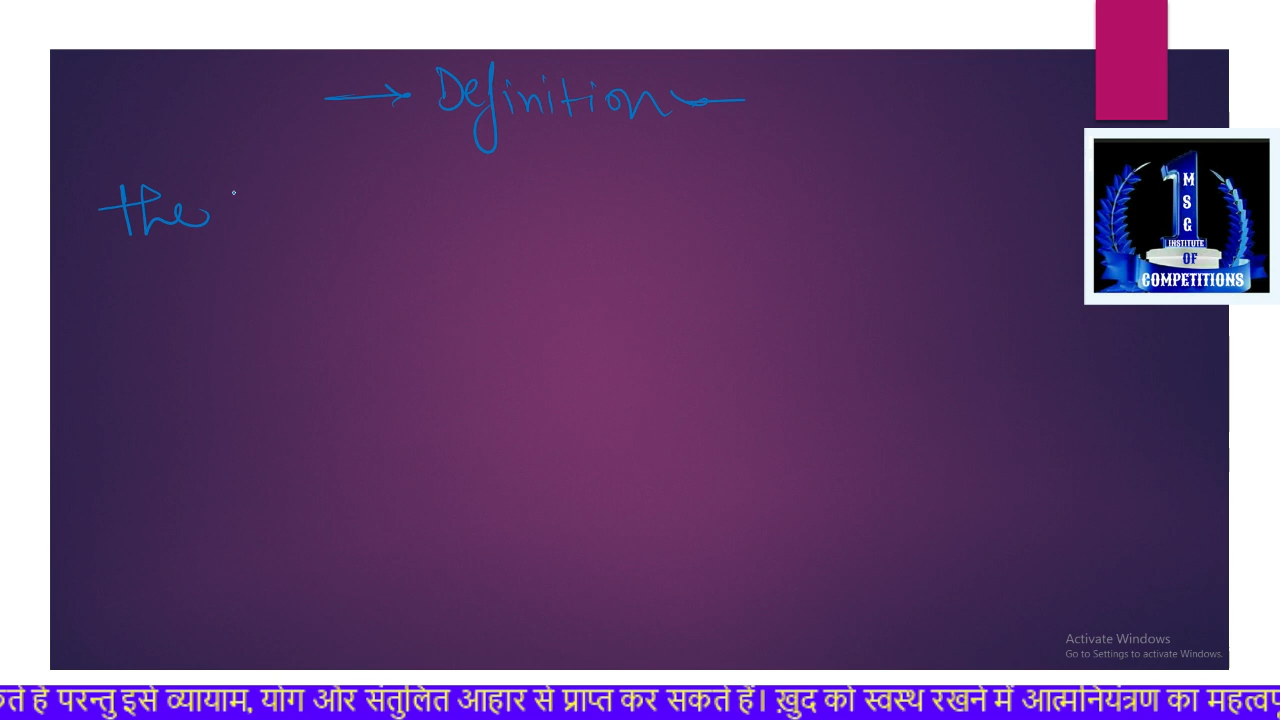 → Definition ←
the
M
S
G
1
INSTITUTE
OF
COMPETITIONS
Activate Windows
Go to Settings to activate Windows.
हे परन्तु इसे व्यायाम, योग और संतुलित आहार से प्राप्त कर सकते हैं। ख़ुद को स्वस्थ रखने में आत्मनियंत्रण का